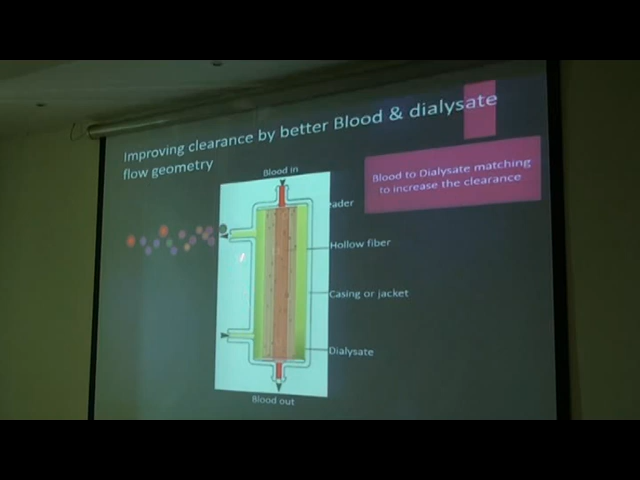 Improving clearance by better Blood & dialysate
flow geometry
Blood to Dialysate matching
to increase the clearance
Blood in
eader
Hollow fiber
Casing or jacket
Dialysate
Blood out